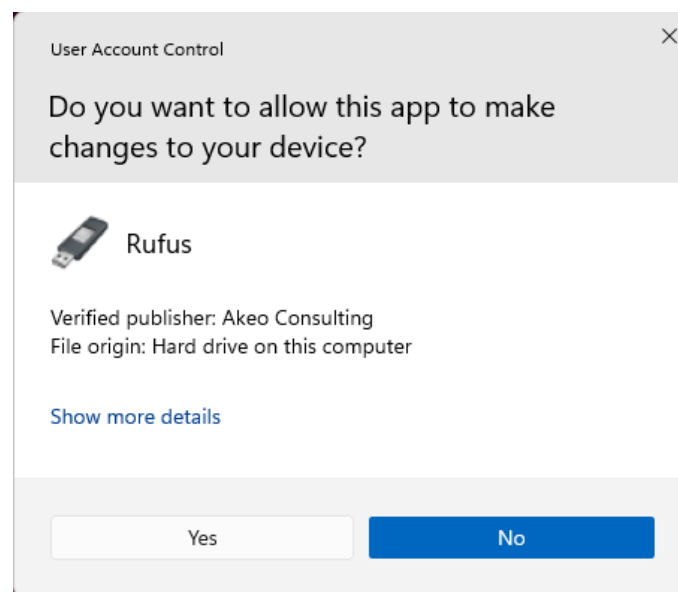 User Account Control
Do you want to allow this app to make
changes to your device?
Rufus
Verified publisher: Akeo Consulting
File origin: Hard drive on this computer
Show more details
Yes
No